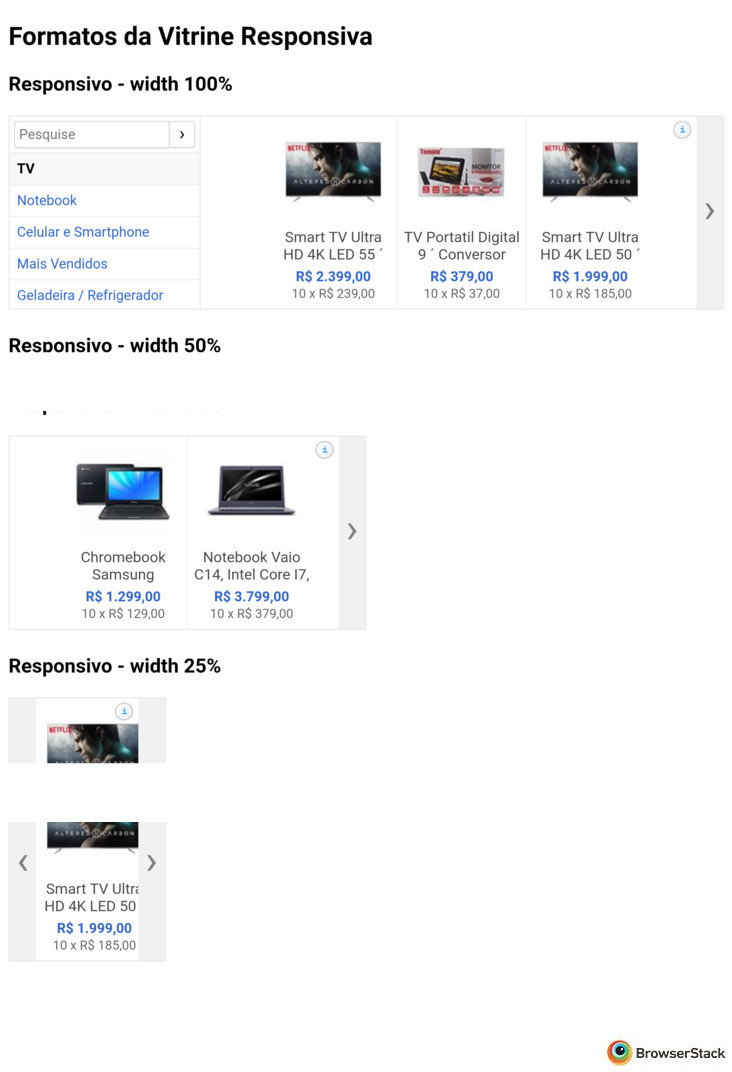 Formatos da Vitrine Responsiva
Responsivo - width 100%
Pesquise
TV
Notebook
Celular e Smartphone
Mais Vendidos
Geladeira / Refrigerador
NETFLIX
ALTERED CARBON
Smart TV Ultra
HD 4K LED 55 ´
R$ 2.399,00
10 x R$ 239,00
Tomate
MONITOR
TV Portatil Digital
9 ´ Conversor
R$ 379,00
10 x R$ 37,00
NETFLIX
ALTERED CARBON
Smart TV Ultra
HD 4K LED 50 ´
R$ 1.999,00
10 x R$ 185,00
i
Responsivo - width 50%
Chromebook
Samsung
R$ 1.299,00
10 x R$ 129,00
VAIO
Notebook Vaio
C14, Intel Core I7,
R$ 3.799,00
10 x R$ 379,00
i
Responsivo - width 25%
i
NETFLIX
ALTERED CARBON
Smart TV Ultra
HD 4K LED 50
R$ 1.999,00
10 x R$ 185,00
BrowserStack